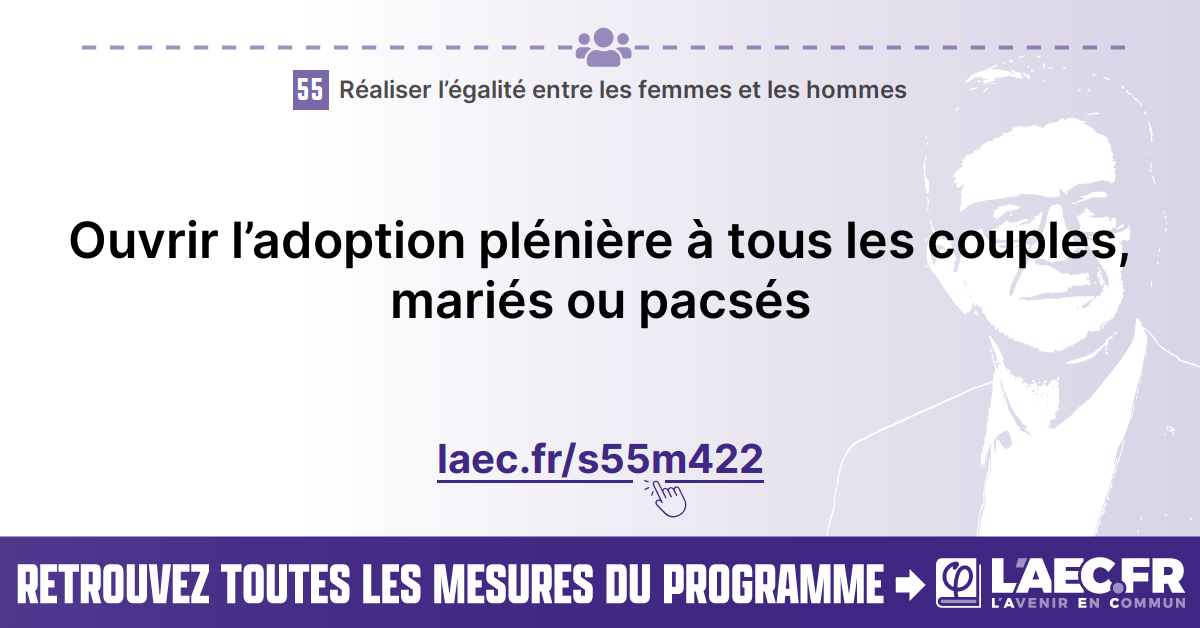 55 Réaliser l’égalité entre les femmes et les hommes
Ouvrir l’adoption plénière à tous les couples,
mariés ou pacsés
laec.fr/s55m422
RETROUVEZ TOUTES LES MESURES DU PROGRAMME
φ L'AEC.FR
L'AVENIR EN COMMUN